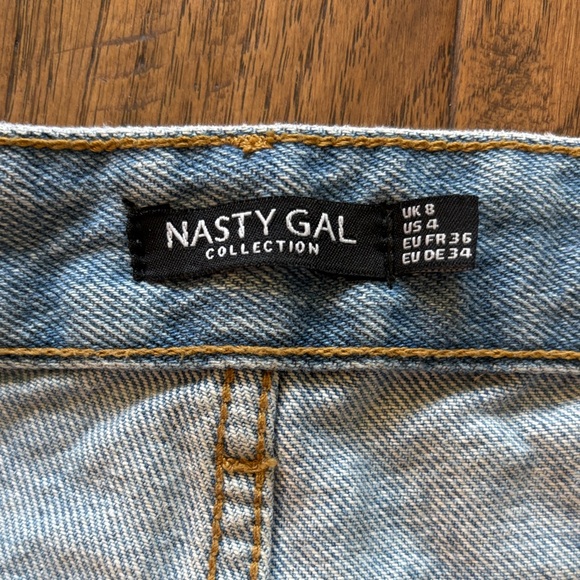 NASTY GAL
COLLECTION
UK 8
US 4
EU FR 36
EU DE 34